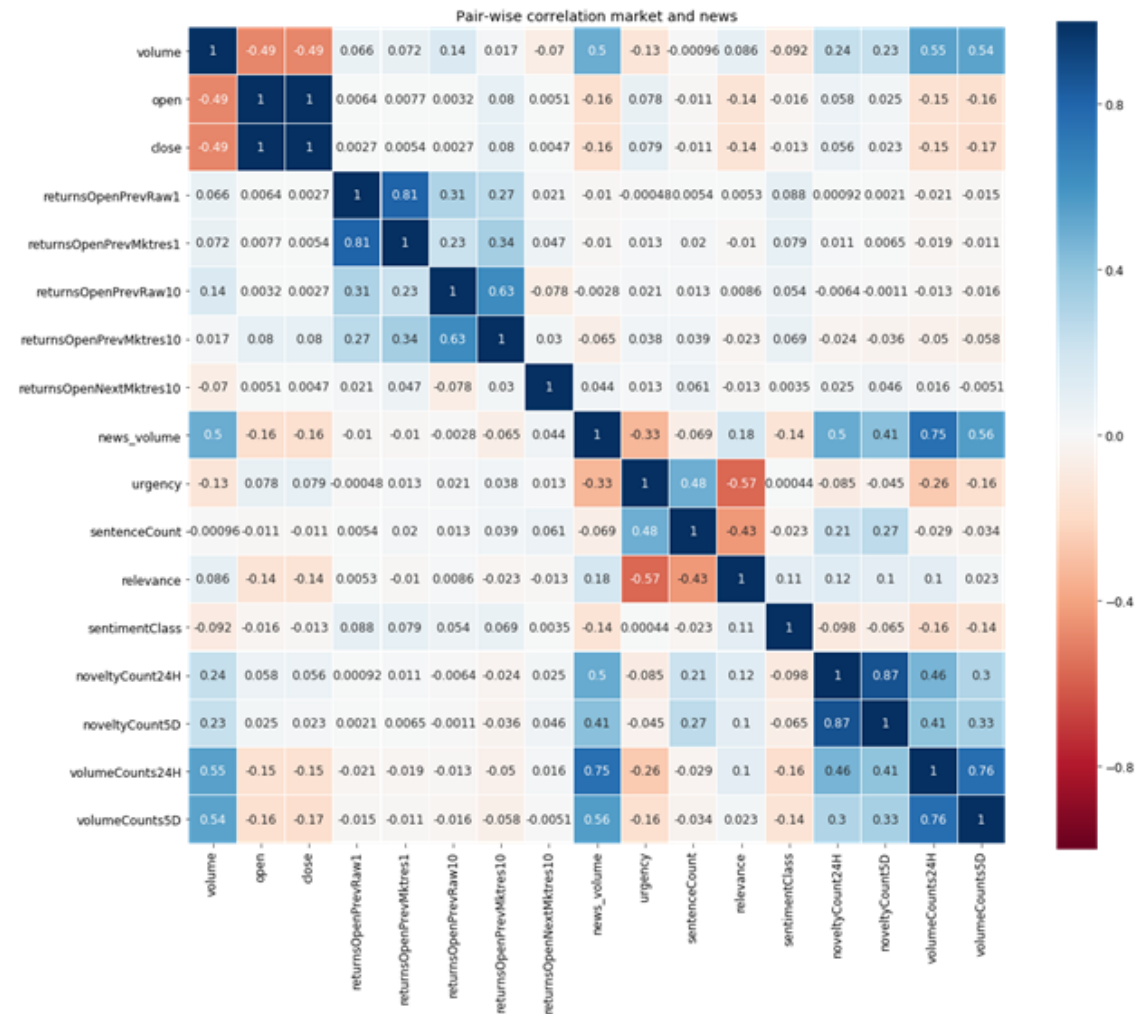 Pair-wise correlation market and news
volume 1 -0.49 -0.49 0.066 0.072 0.14 0.017 -0.07 0.5 -0.13 -0.00096 0.086 -0.092 0.24 0.23 0.55 0.54
open -0.49 1 1 0.0064 0.0077 0.0032 0.08 0.0051 -0.16 0.078 -0.011 -0.14 -0.016 0.058 0.025 -0.15 -0.16
close -0.49 1 1 0.0027 0.0054 0.0027 0.08 0.0047 -0.16 0.079 -0.011 -0.14 -0.013 0.056 0.023 -0.15 -0.17
returnsOpenPrevRaw1 0.066 0.0064 0.0027 1 0.81 0.31 0.27 0.021 -0.01 -0.00048 0.0054 0.0053 0.088 0.00092 0.0021 -0.021 -0.015
returnsOpenPrevMktres1 0.072 0.0077 0.0054 0.81 1 0.23 0.34 0.047 -0.01 0.013 0.02 -0.01 0.079 0.011 0.0065 -0.019 -0.011
returnsOpenPrevRaw10 0.14 0.0032 0.0027 0.31 0.23 1 0.63 -0.078 -0.0028 0.021 0.013 0.0086 0.054 -0.0064 -0.0011 -0.013 -0.016
returnsOpenPrevMktres10 0.017 0.08 0.08 0.27 0.34 0.63 1 0.03 -0.065 0.038 0.039 -0.023 0.069 -0.024 -0.036 -0.05 -0.058
returnsOpenNextMktres10 -0.07 0.0051 0.0047 0.021 0.047 -0.078 0.03 1 0.044 0.013 0.061 -0.013 0.0035 0.025 0.046 0.016 -0.0051
news_volume 0.5 -0.16 -0.16 -0.01 -0.01 -0.0028 -0.065 0.044 1 -0.33 -0.069 0.18 -0.14 0.5 0.41 0.75 0.56
urgency -0.13 0.078 0.079 -0.00048 0.013 0.021 0.038 0.013 -0.33 1 0.48 -0.57 0.00044 -0.085 -0.045 -0.26 -0.16
sentenceCount -0.00096 -0.011 -0.011 0.0054 0.02 0.013 0.039 0.061 -0.069 0.48 1 -0.43 -0.023 0.21 0.27 -0.029 -0.034
relevance 0.086 -0.14 -0.14 0.0053 -0.01 0.0086 -0.023 -0.013 0.18 -0.57 -0.43 1 0.11 0.12 0.1 0.1 0.023
sentimentClass -0.092 -0.016 -0.013 0.088 0.079 0.054 0.069 0.0035 -0.14 0.00044 -0.023 0.11 1 -0.098 -0.065 -0.16 -0.14
noveltyCount24H 0.24 0.058 0.056 0.00092 0.011 -0.0064 -0.024 0.025 0.5 -0.085 0.21 0.12 -0.098 1 0.87 0.46 0.3
noveltyCount5D 0.23 0.025 0.023 0.0021 0.0065 -0.0011 -0.036 0.046 0.41 -0.045 0.27 0.1 -0.065 0.87 1 0.41 0.33
volumeCounts24H 0.55 -0.15 -0.15 -0.021 -0.019 -0.013 -0.05 0.016 0.75 -0.26 -0.029 0.1 -0.16 0.46 0.41 1 0.76
volumeCounts5D 0.54 -0.16 -0.17 -0.015 -0.011 -0.016 -0.058 -0.0051 0.56 -0.16 -0.034 0.023 -0.14 0.3 0.33 0.76 1
volume
open
close
returnsOpenPrevRaw1
returnsOpenPrevMktres1
returnsOpenPrevRaw10
returnsOpenPrevMktres10
returnsOpenNextMktres10
news_volume
urgency
sentenceCount
relevance
sentimentClass
noveltyCount24H
noveltyCount5D
volumeCounts24H
volumeCounts5D
0.8
0.4
0.0
−0.4
−0.8